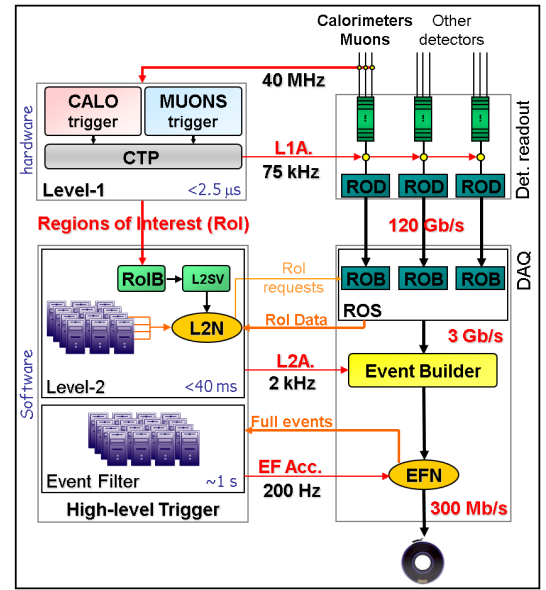 Calorimeters
Muons
Other
detectors
40 MHz
hardware
CALO
trigger
MUONS
trigger
CTP
Level-1
<2.5 μs
L1A.
75 kHz
Det. readout
ROD
ROD
ROD
Regions of Interest (RoI)
120 Gb/s
Software
RoIB
L2SV
L2N
Level-2
<40 ms
RoI
requests
RoI Data
DAQ
ROB
ROB
ROB
ROS
3 Gb/s
L2A.
2 kHz
Event Builder
Full events
Event Filter
~1 s
EF Acc.
200 Hz
EFN
High-level Trigger
300 Mb/s